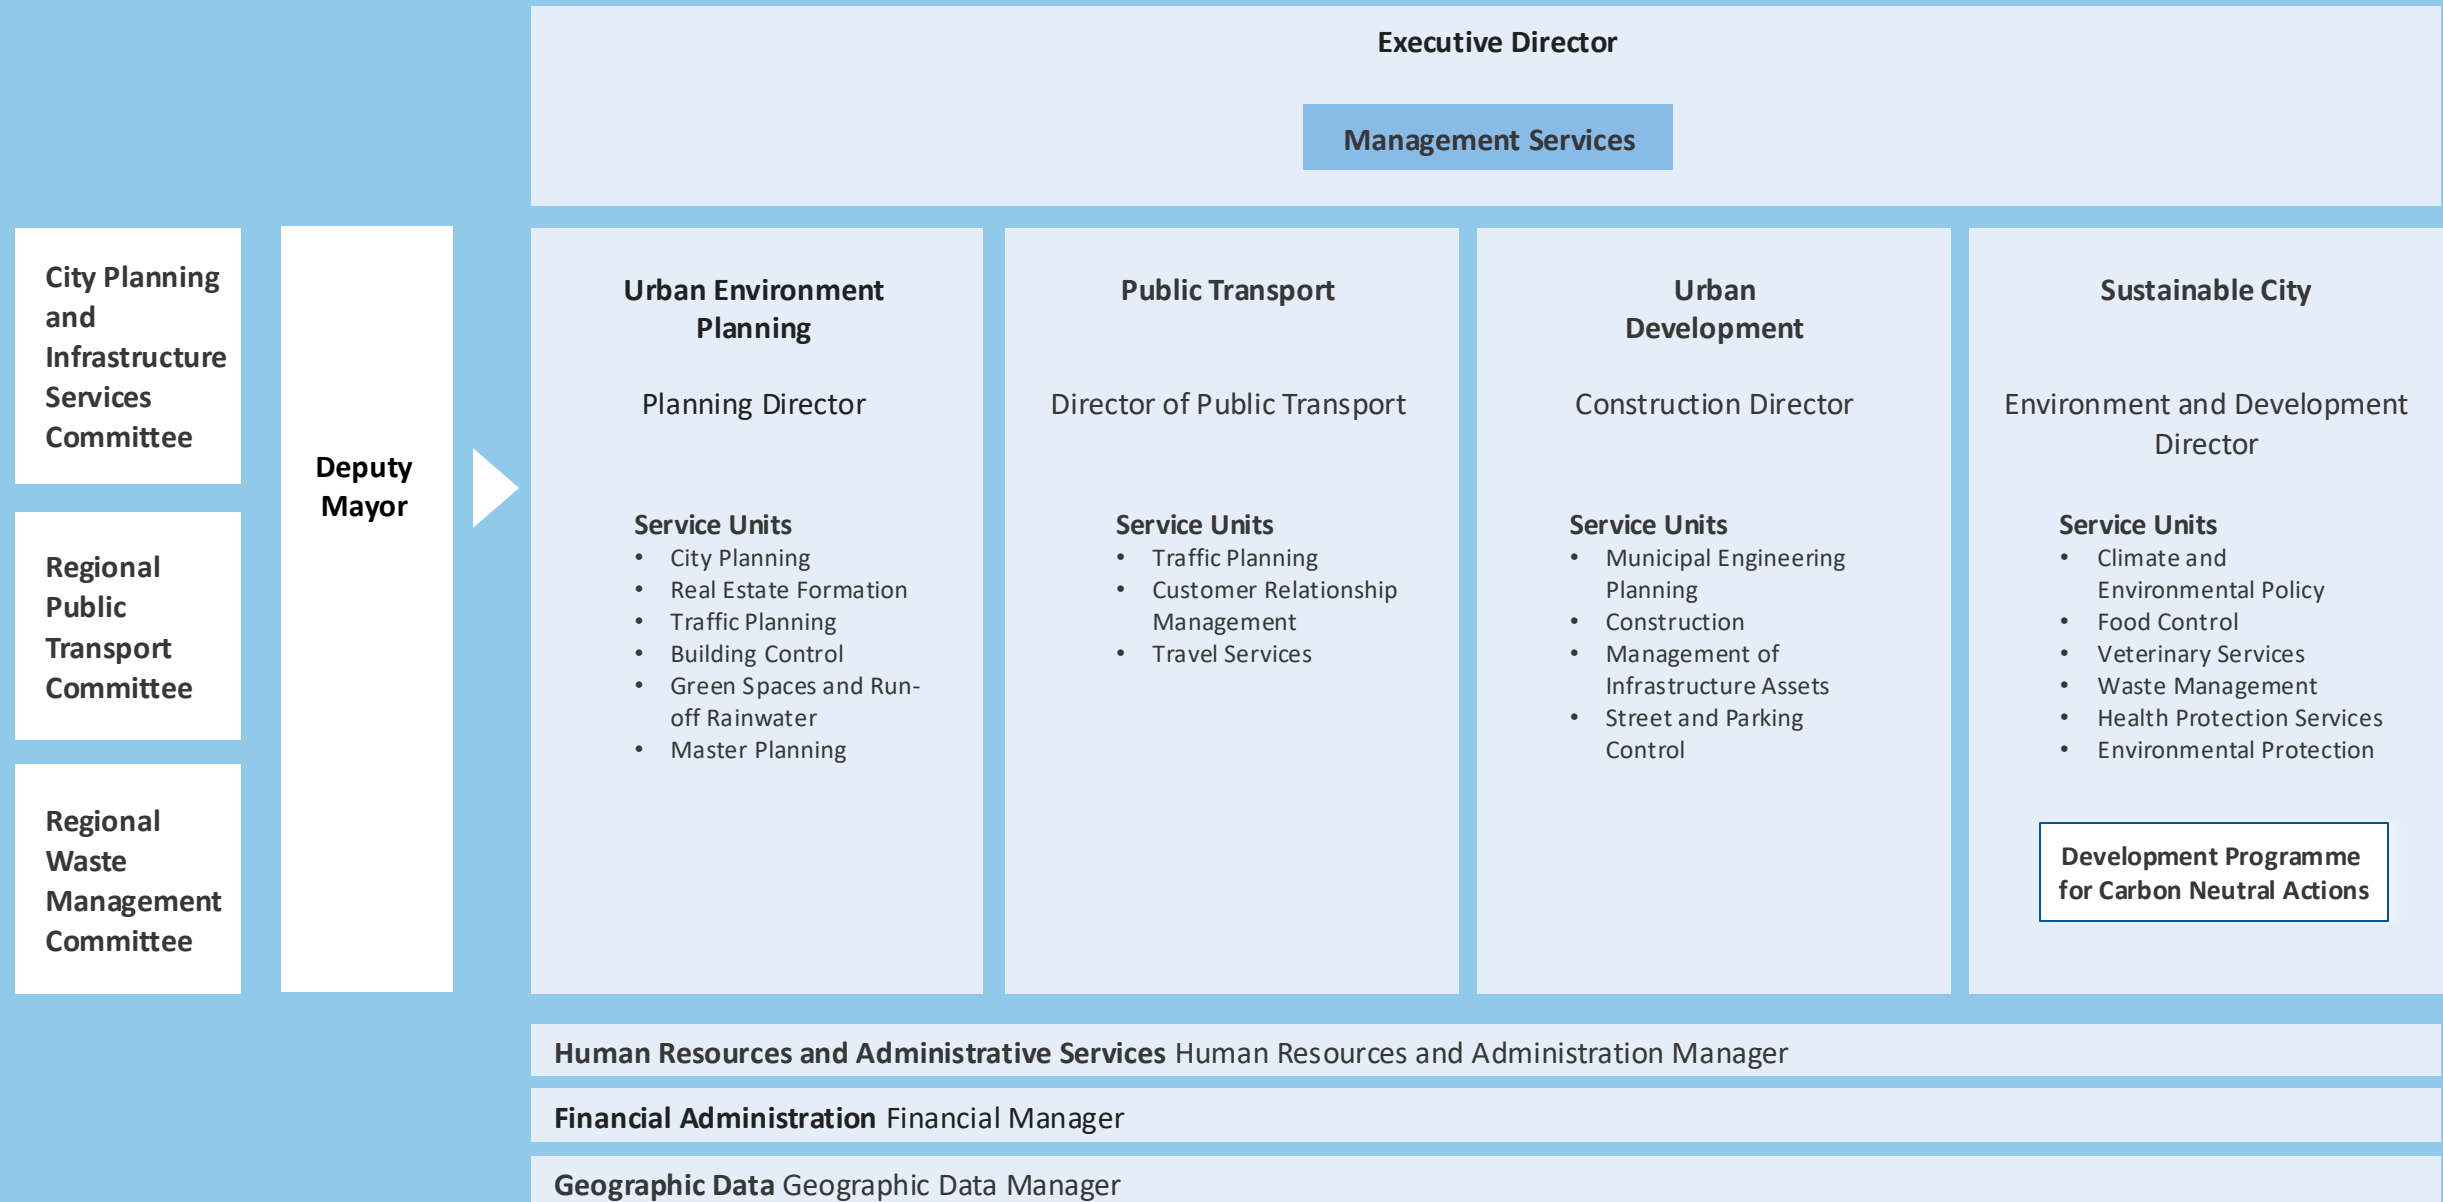 Executive Director
Management Services
City Planning
and
Infrastructure
Services
Committee
Regional
Public
Transport
Committee
Regional
Waste
Management
Committee
Deputy
Mayor
Urban Environment
Planning
Planning Director
Service Units
• City Planning
• Real Estate Formation
• Traffic Planning
• Building Control
• Green Spaces and Run-
off Rainwater
• Master Planning
Public Transport
Director of Public Transport
Service Units
• Traffic Planning
• Customer Relationship
Management
• Travel Services
Urban
Development
Construction Director
Service Units
• Municipal Engineering
Planning
• Construction
• Management of
Infrastructure Assets
• Street and Parking
Control
Sustainable City
Environment and Development
Director
Service Units
• Climate and
Environmental Policy
• Food Control
• Veterinary Services
• Waste Management
• Health Protection Services
• Environmental Protection
Development Programme
for Carbon Neutral Actions
Human Resources and Administrative Services Human Resources and Administration Manager
Financial Administration Financial Manager
Geographic Data Geographic Data Manager